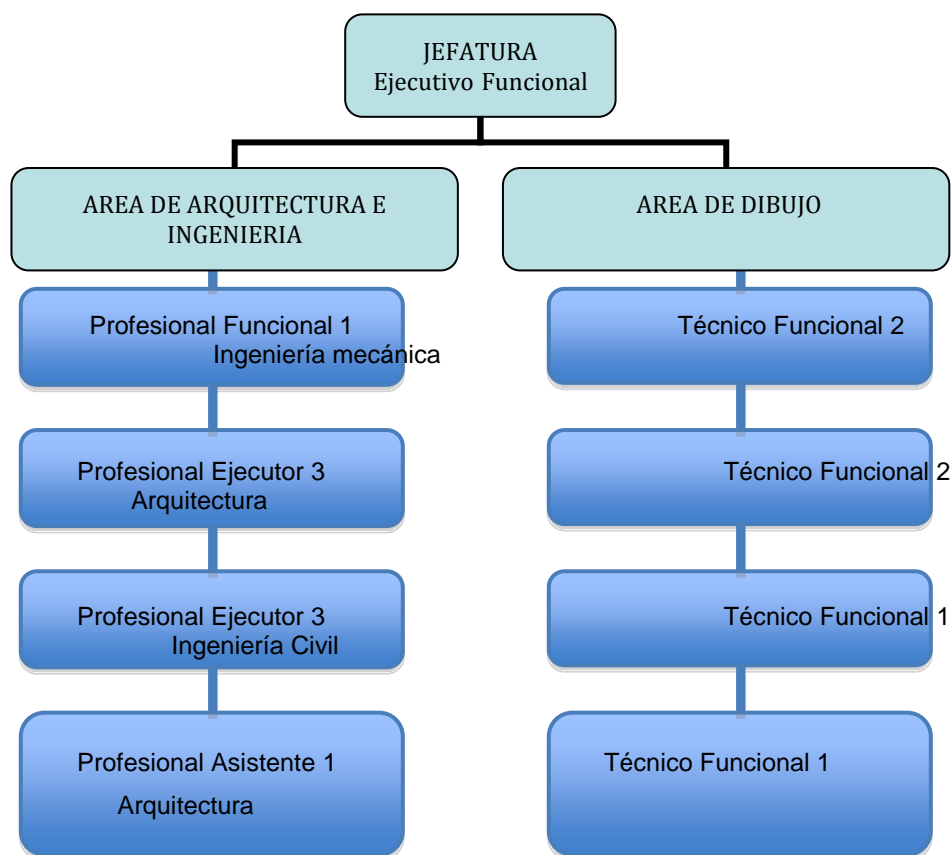 JEFATURA
Ejecutivo Funcional
AREA DE ARQUITECTURA E
INGENIERIA
AREA DE DIBUJO
Profesional Funcional 1
Ingeniería mecánica
Técnico Funcional 2
Profesional Ejecutor 3
Arquitectura
Técnico Funcional 2
Profesional Ejecutor 3
Ingeniería Civil
Técnico Funcional 1
Profesional Asistente 1
Arquitectura
Técnico Funcional 1